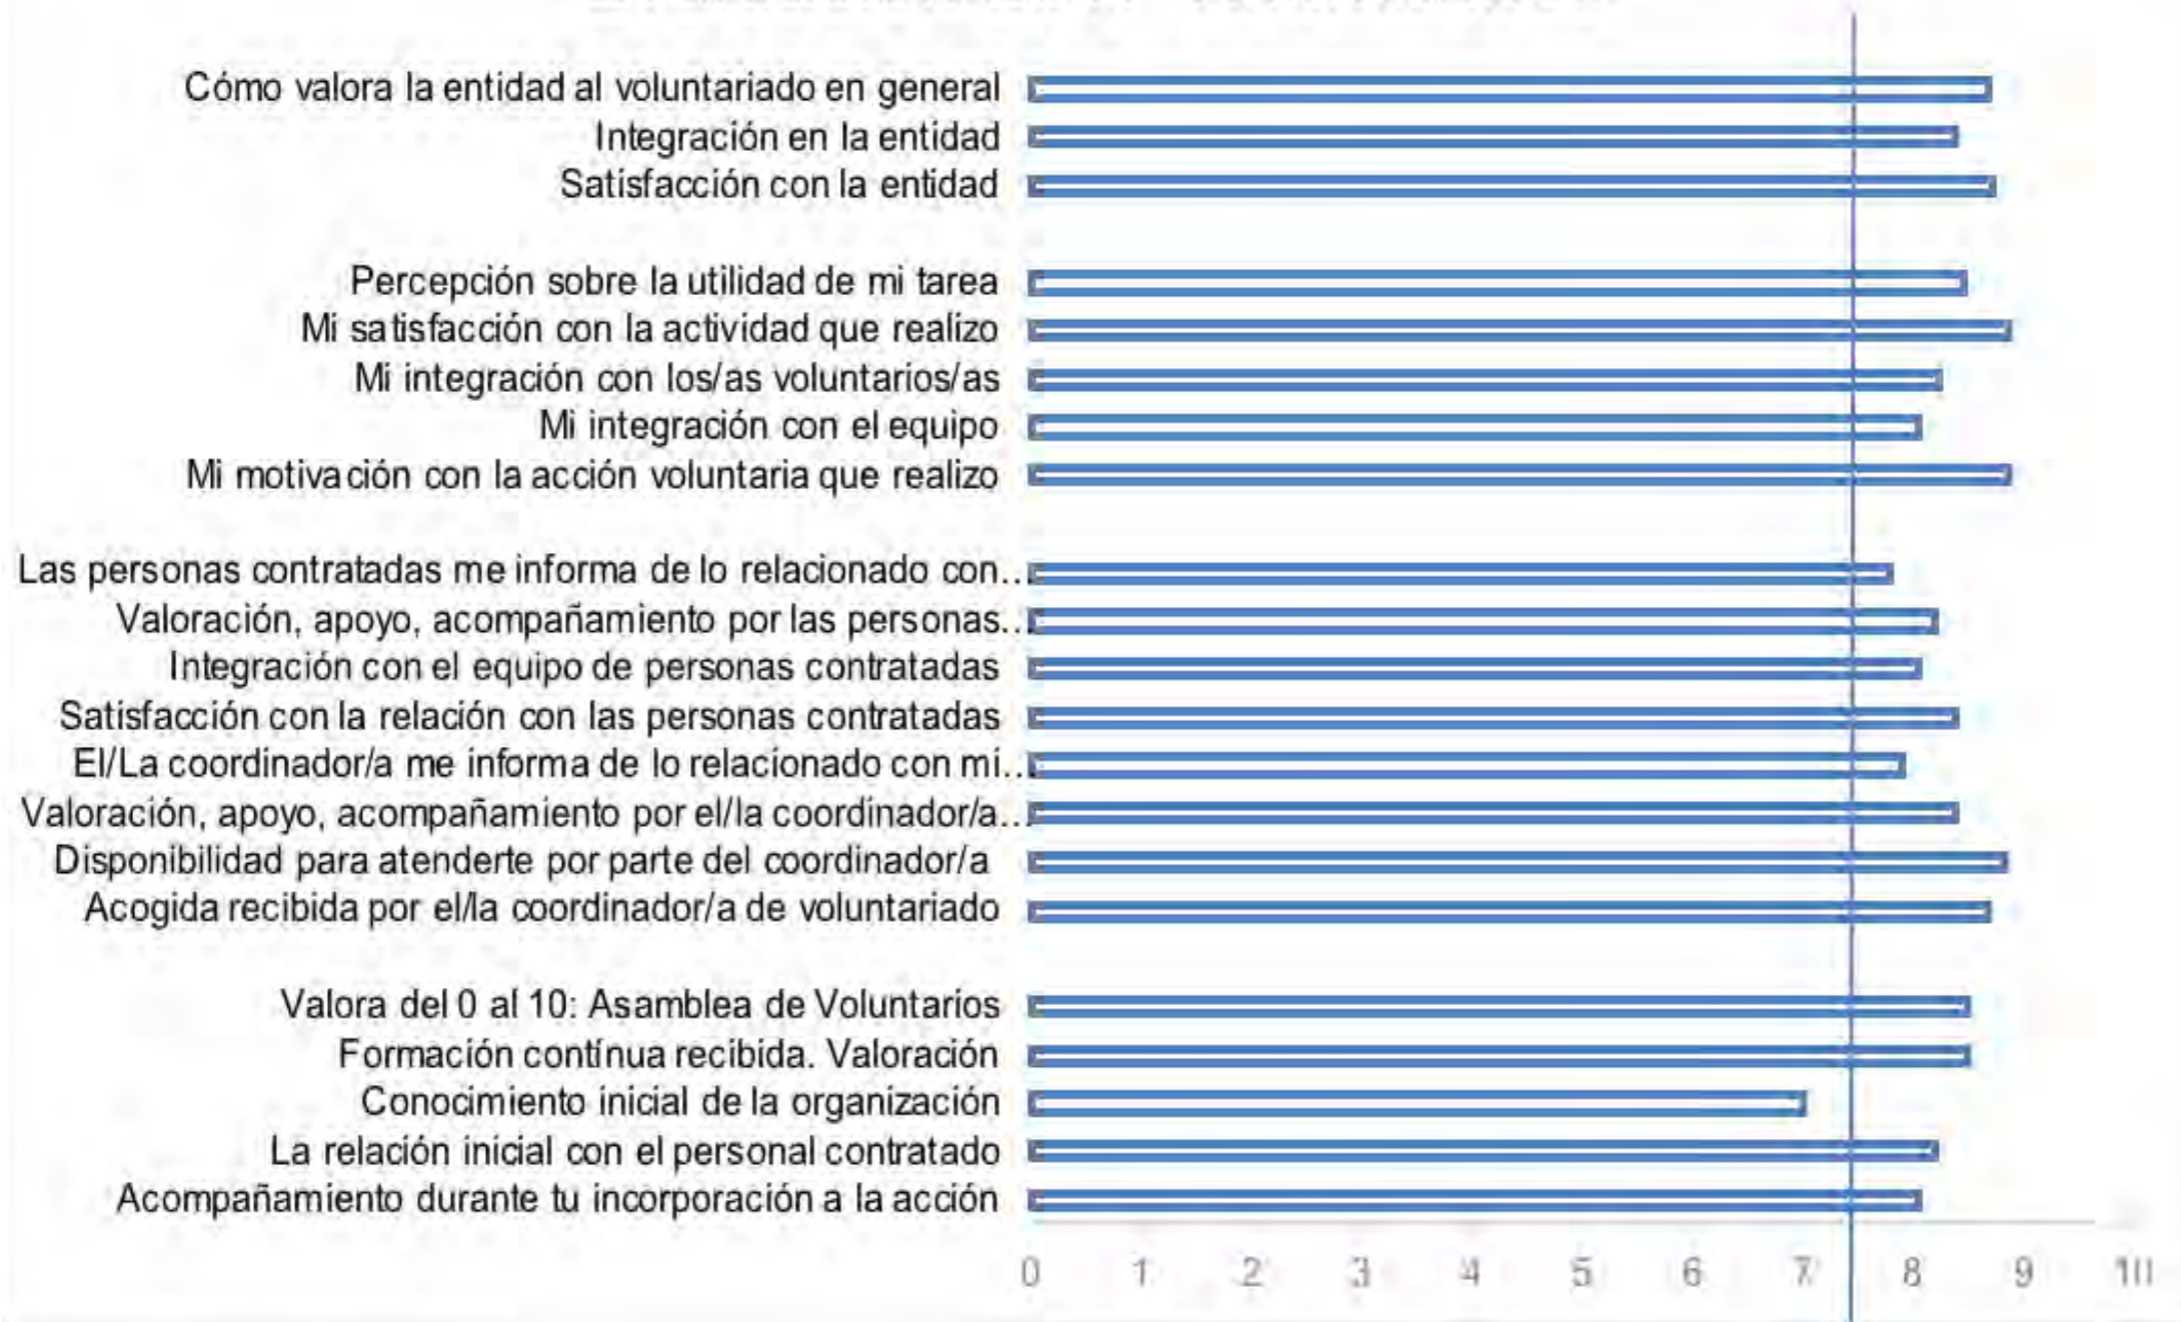 Cómo valora la entidad al voluntariado en general
Integración en la entidad
Satisfacción con la entidad
Percepción sobre la utilidad de mi tarea
Mi satisfacción con la actividad que realizo
Mi integración con los/as voluntarios/as
Mi integración con el equipo
Mi motivación con la acción voluntaria que realizo
Las personas contratadas me informa de lo relacionado con...
Valoración, apoyo, acompañamiento por las personas...
Integración con el equipo de personas contratadas
Satisfacción con la relación con las personas contratadas
El/La coordinador/a me informa de lo relacionado con mi...
Valoración, apoyo, acompañamiento por el/la coordinador/a...
Disponibilidad para atenderte por parte del coordinador/a
Acogida recibida por el/la coordinador/a de voluntariado
Valora del 0 al 10: Asamblea de Voluntarios
Formación contínua recibida. Valoración
Conocimiento inicial de la organización
La relación inicial con el personal contratado
Acompañamiento durante tu incorporación a la acción
0 1 2 3 4 5 6 7 8 9 10